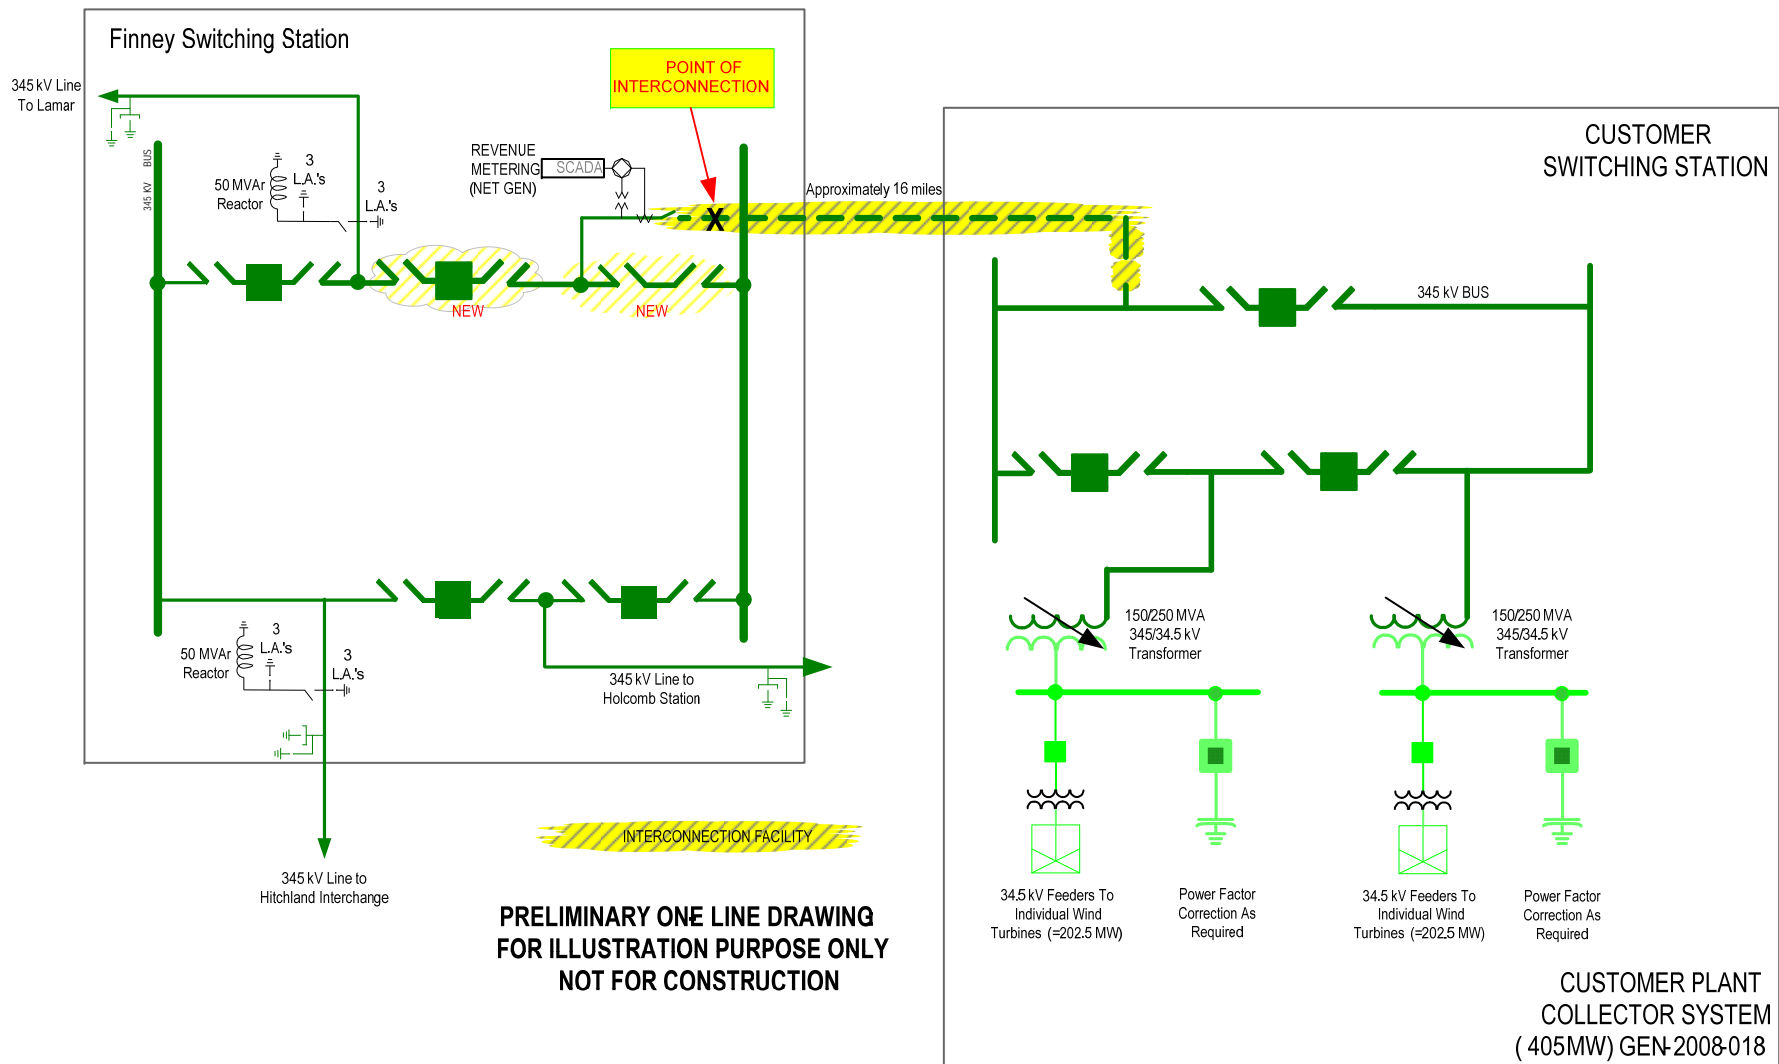 Finney Switching Station
345 kV Line
To Lamar
345 KV BUS
50 MVAr
Reactor
3
L.A.'s
3
L.A.'s
REVENUE
METERING
(NET GEN)
SCADA
POINT OF
INTERCONNECTION
X
Approximately 16 miles
NEW
NEW
50 MVAr
Reactor
3
L.A.'s
3
L.A.'s
345 kV Line to
Holcomb Station
345 kV Line to
Hitchland Interchange
INTERCONNECTION FACILITY
PRELIMINARY ONE LINE DRAWING
FOR ILLUSTRATION PURPOSE ONLY
NOT FOR CONSTRUCTION
CUSTOMER
SWITCHING STATION
345 kV BUS
150/250 MVA
345/34.5 kV
Transformer
150/250 MVA
345/34.5 kV
Transformer
34.5 kV Feeders To
Individual Wind
Turbines (=202.5 MW)
Power Factor
Correction As
Required
34.5 kV Feeders To
Individual Wind
Turbines (=202.5 MW)
Power Factor
Correction As
Required
CUSTOMER PLANT
COLLECTOR SYSTEM
( 405MW) GEN-2008-018